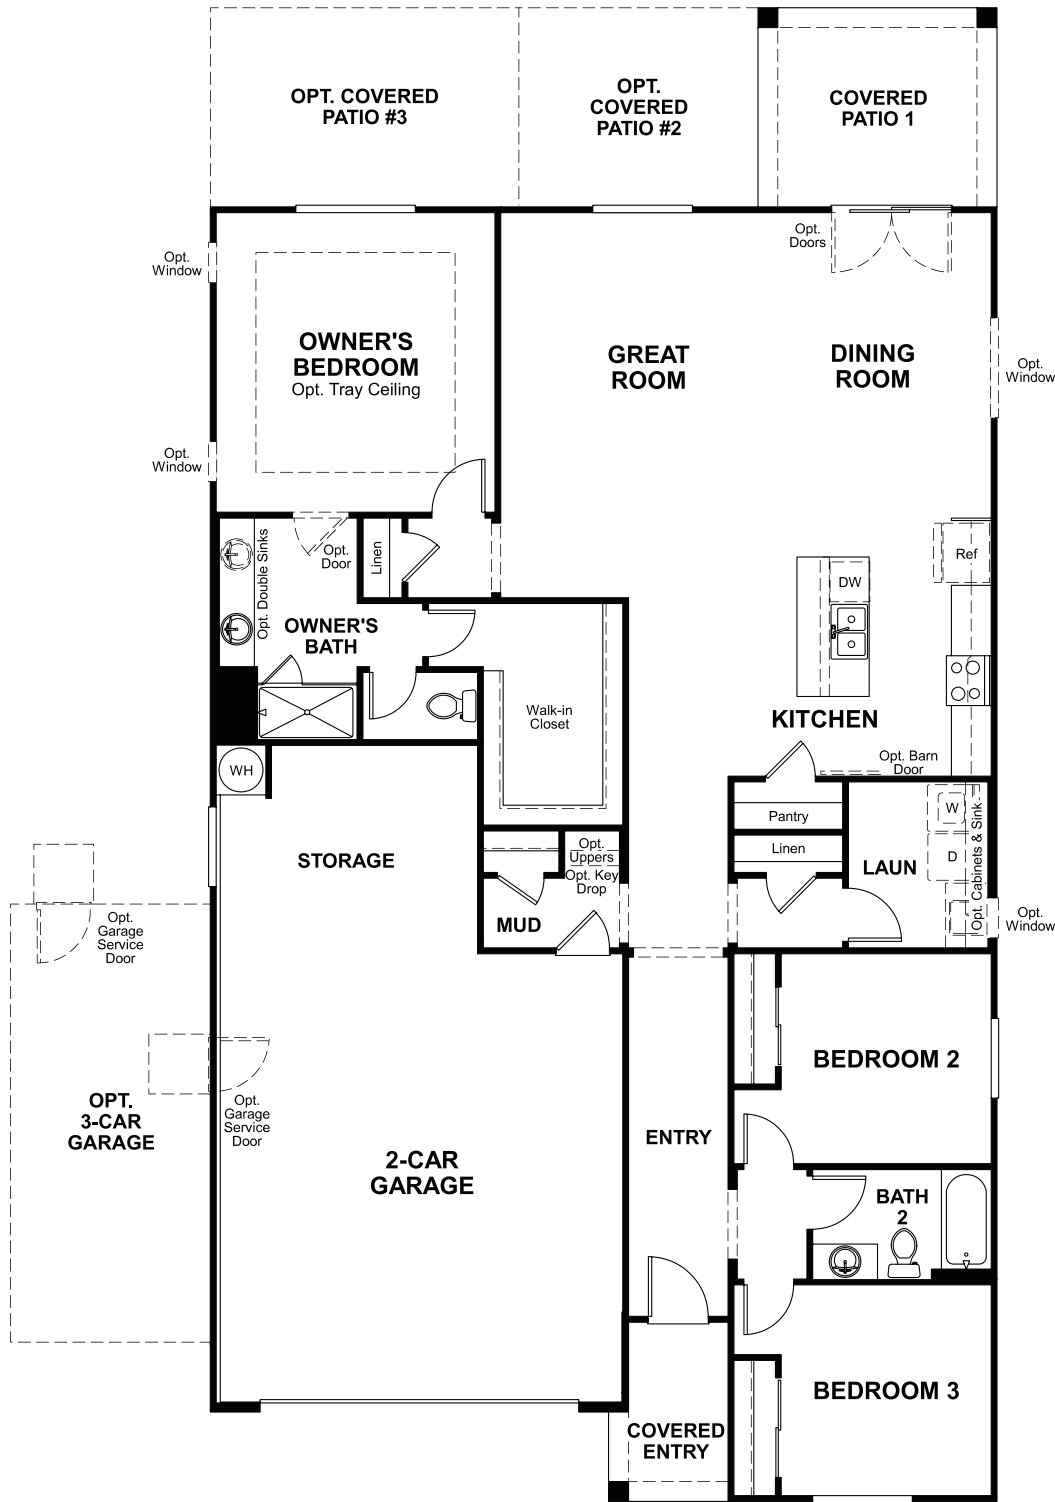 OPT. COVERED
PATIO #3
OPT.
COVERED
PATIO #2
COVERED
PATIO 1
Opt.
Window
Opt.
Doors
OWNER'S
BEDROOM
Opt. Tray Ceiling
GREAT
ROOM
DINING
ROOM
Opt.
Window
Opt.
Window
Opt. Double Sinks
Opt.
Door
Linen
Ref
DW
OWNER'S
BATH
Walk-in
Closet
KITCHEN
Opt. Barn
Door
WH
Pantry
W
Opt. Cabinets & Sink
STORAGE
Opt.
Uppers
Opt. Key
Drop
Linen
D
LAUN
MUD
Opt.
Window
Opt.
Garage
Service
Door
BEDROOM 2
OPT.
3-CAR
GARAGE
Opt.
Garage
Service
Door
ENTRY
2-CAR
GARAGE
BATH
2
BEDROOM 3
COVERED
ENTRY